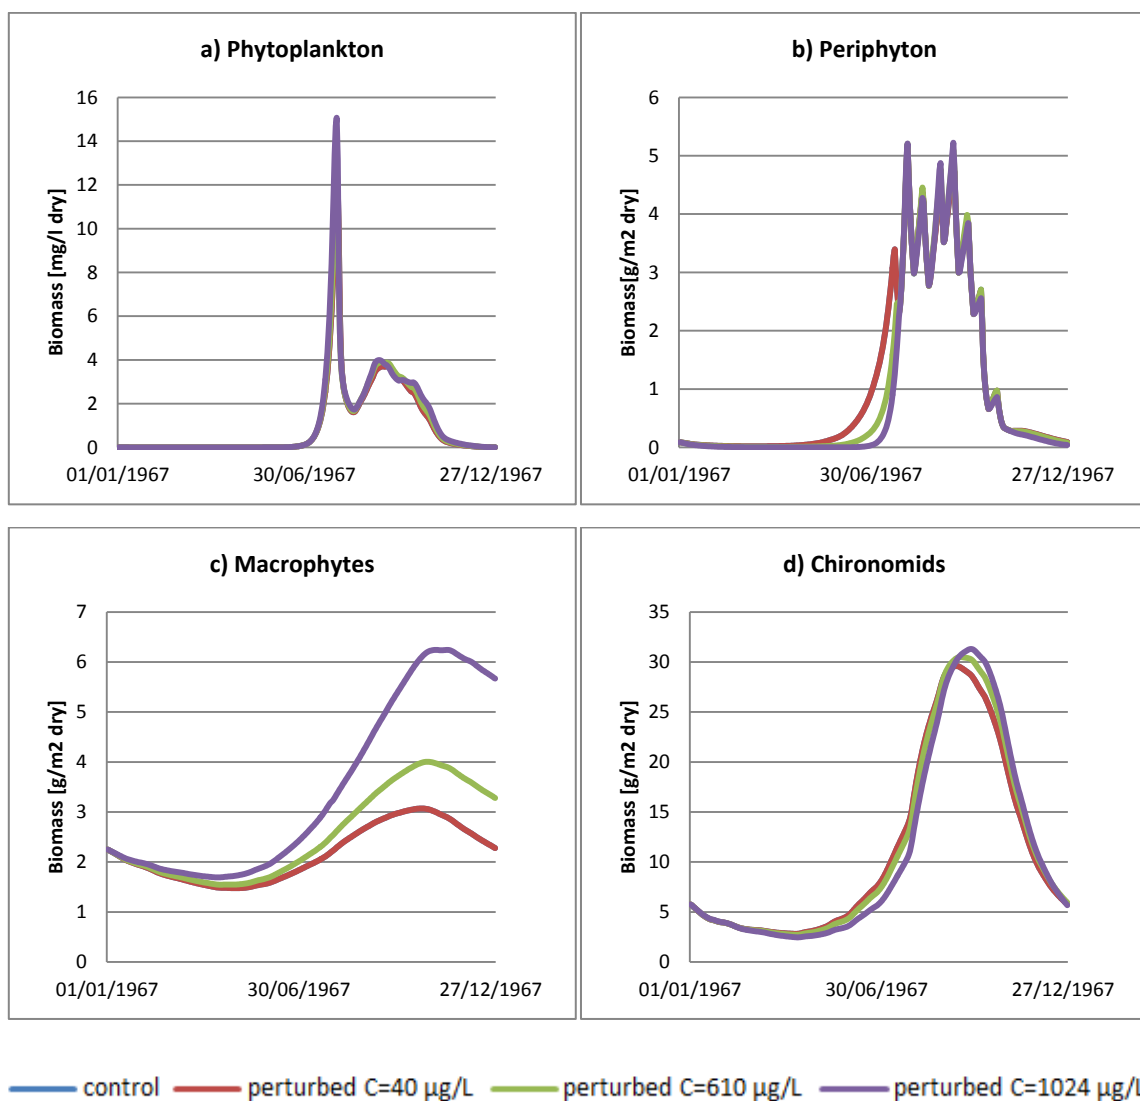 a) Phytoplankton
Biomass [mg/l dry]
16
14
12
10
8
6
4
2
0
01/01/1967 30/06/1967 27/12/1967
b) Periphyton
Biomass[g/m2 dry]
6
5
4
3
2
1
0
01/01/1967 30/06/1967 27/12/1967
c) Macrophytes
Biomass [g/m2 dry]
7
6
5
4
3
2
1
0
01/01/1967 30/06/1967 27/12/1967
d) Chironomids
Biomass [g/m2 dry]
35
30
25
20
15
10
5
0
01/01/1967 30/06/1967 27/12/1967
control perturbed C=40 µg/L perturbed C=610 µg/L perturbed C=1024 µg/L